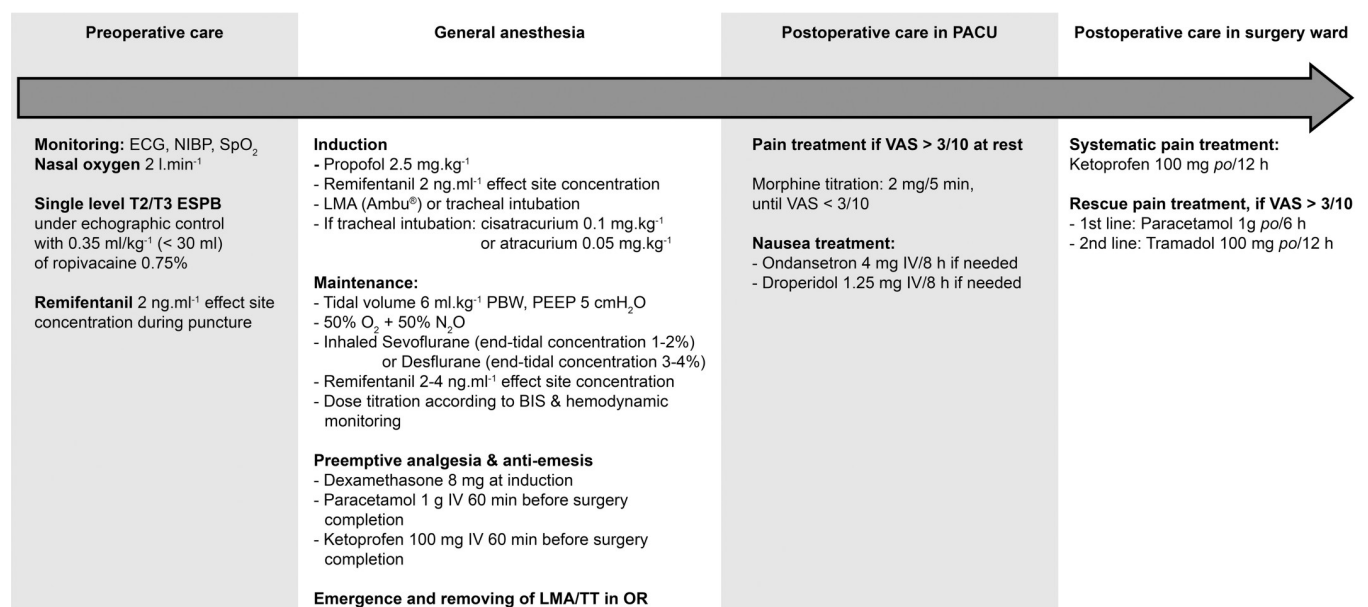 Preoperative care
General anesthesia
Postoperative care in PACU
Postoperative care in surgery ward
Monitoring: ECG, NIBP, SpO₂
Nasal oxygen 2 l.min⁻¹
Single level T2/T3 ESPB
under echographic control
with 0.35 ml/kg⁻¹ (< 30 ml)
of ropivacaine 0.75%
Remifentanil 2 ng.ml⁻¹ effect site
concentration during puncture
Induction
- Propofol 2.5 mg.kg⁻¹
- Remifentanil 2 ng.ml⁻¹ effect site concentration
- LMA (Ambu®) or tracheal intubation
- If tracheal intubation: cisatracurium 0.1 mg.kg⁻¹
or atracurium 0.05 mg.kg⁻¹
Maintenance:
- Tidal volume 6 ml.kg⁻¹ PBW, PEEP 5 cmH₂O
- 50% O₂ + 50% N₂O
- Inhaled Sevoflurane (end-tidal concentration 1-2%)
or Desflurane (end-tidal concentration 3-4%)
- Remifentanil 2-4 ng.ml⁻¹ effect site concentration
- Dose titration according to BIS & hemodynamic
monitoring
Preemptive analgesia & anti-emesis
- Dexamethasone 8 mg at induction
- Paracetamol 1 g IV 60 min before surgery
completion
- Ketoprofen 100 mg IV 60 min before surgery
completion
Emergence and removing of LMA/TT in OR
Pain treatment if VAS > 3/10 at rest
Morphine titration: 2 mg/5 min,
until VAS < 3/10
Nausea treatment:
- Ondansetron 4 mg IV/8 h if needed
- Droperidol 1.25 mg IV/8 h if needed
Systematic pain treatment:
Ketoprofen 100 mg po/12 h
Rescue pain treatment, if VAS > 3/10
- 1st line: Paracetamol 1g po/6 h
- 2nd line: Tramadol 100 mg po/12 h